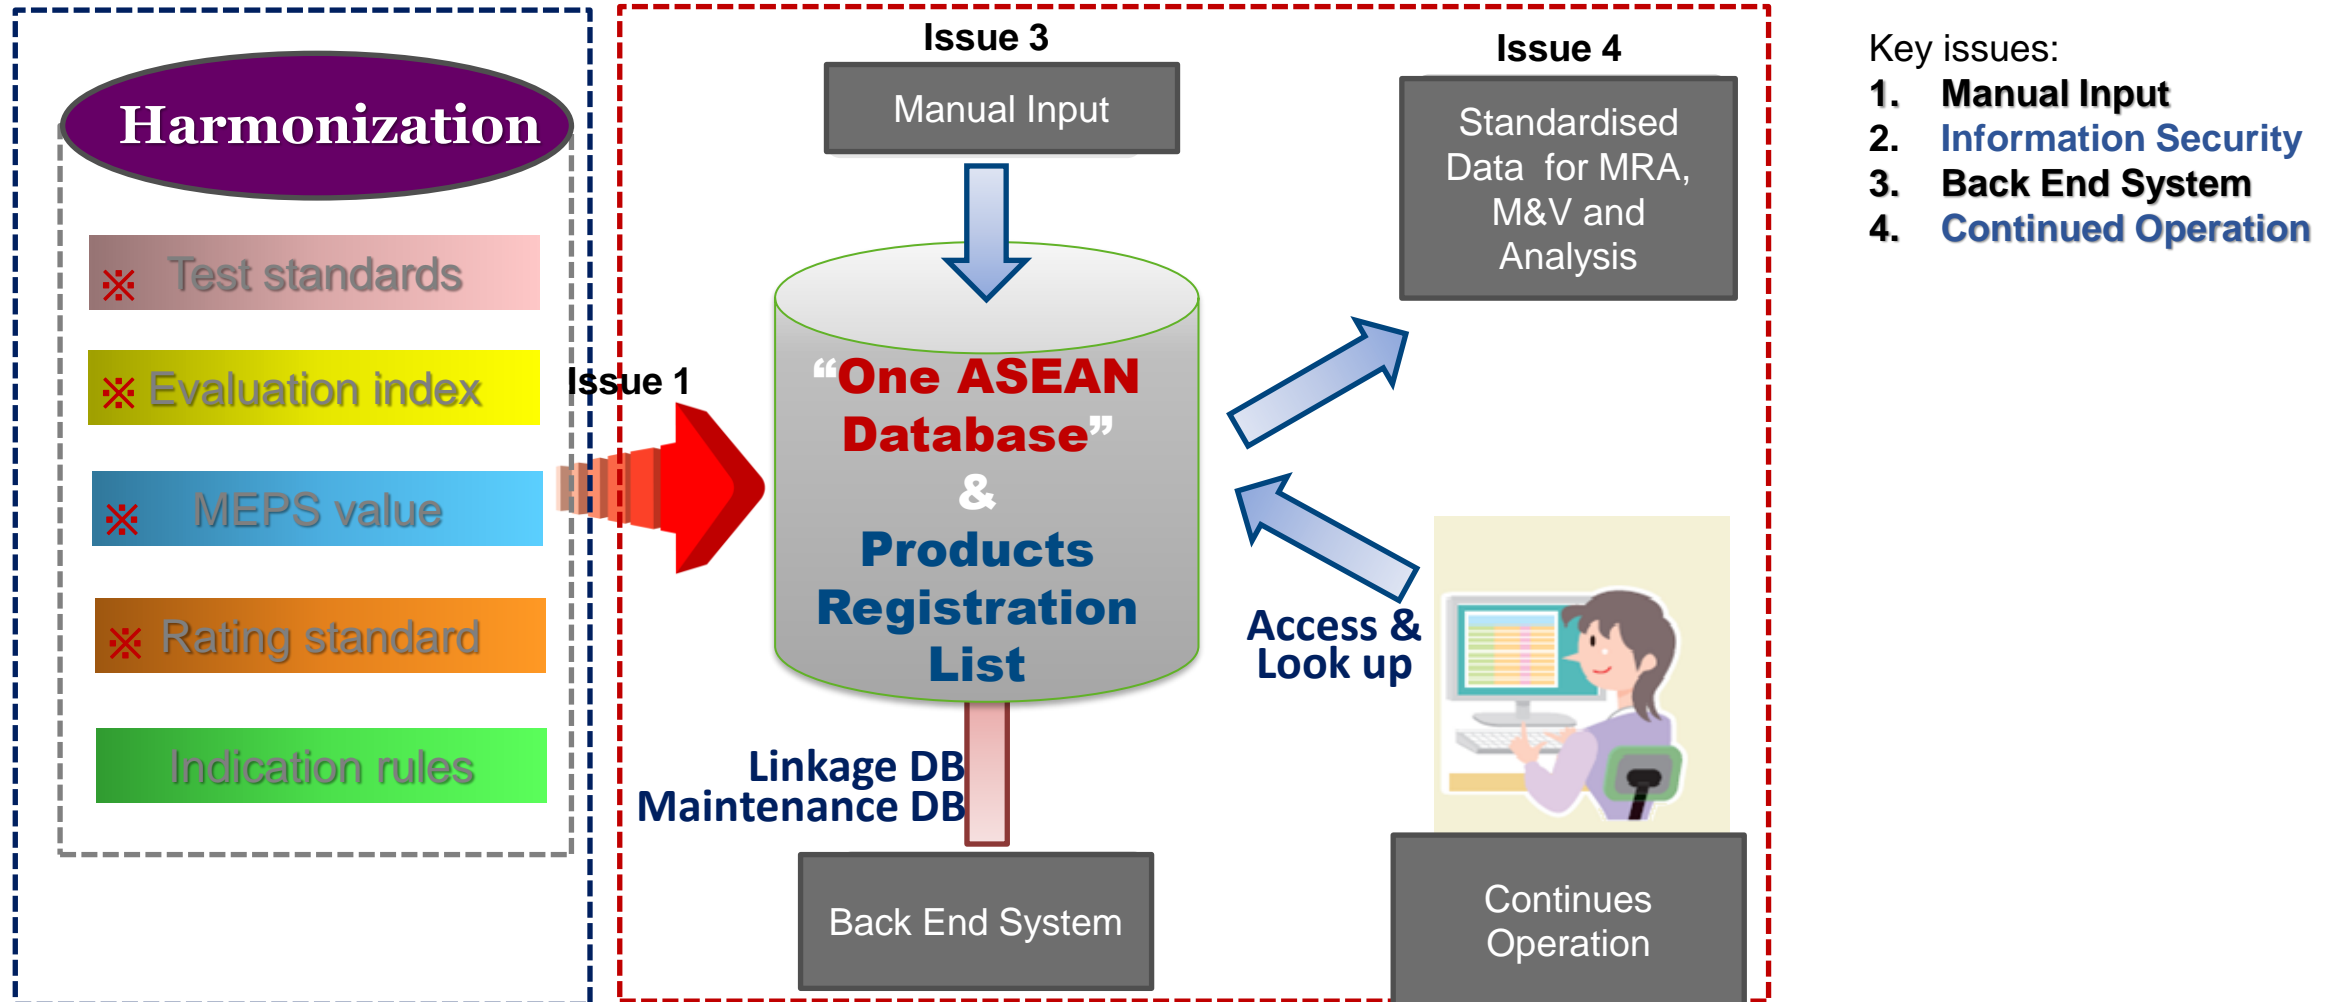 Harmonization
※ Test standards
※ Evaluation index
※ MEPS value
※ Rating standard
Indication rules
Issue 1
Issue 3
Manual Input
“One ASEAN
Database”
&
Products
Registration
List
Linkage DB
Maintenance DB
Back End System
Issue 4
Standardised
Data for MRA,
M&V and
Analysis
Access &
Look up
Continues
Operation
Key issues:
1. Manual Input
2. Information Security
3. Back End System
4. Continued Operation